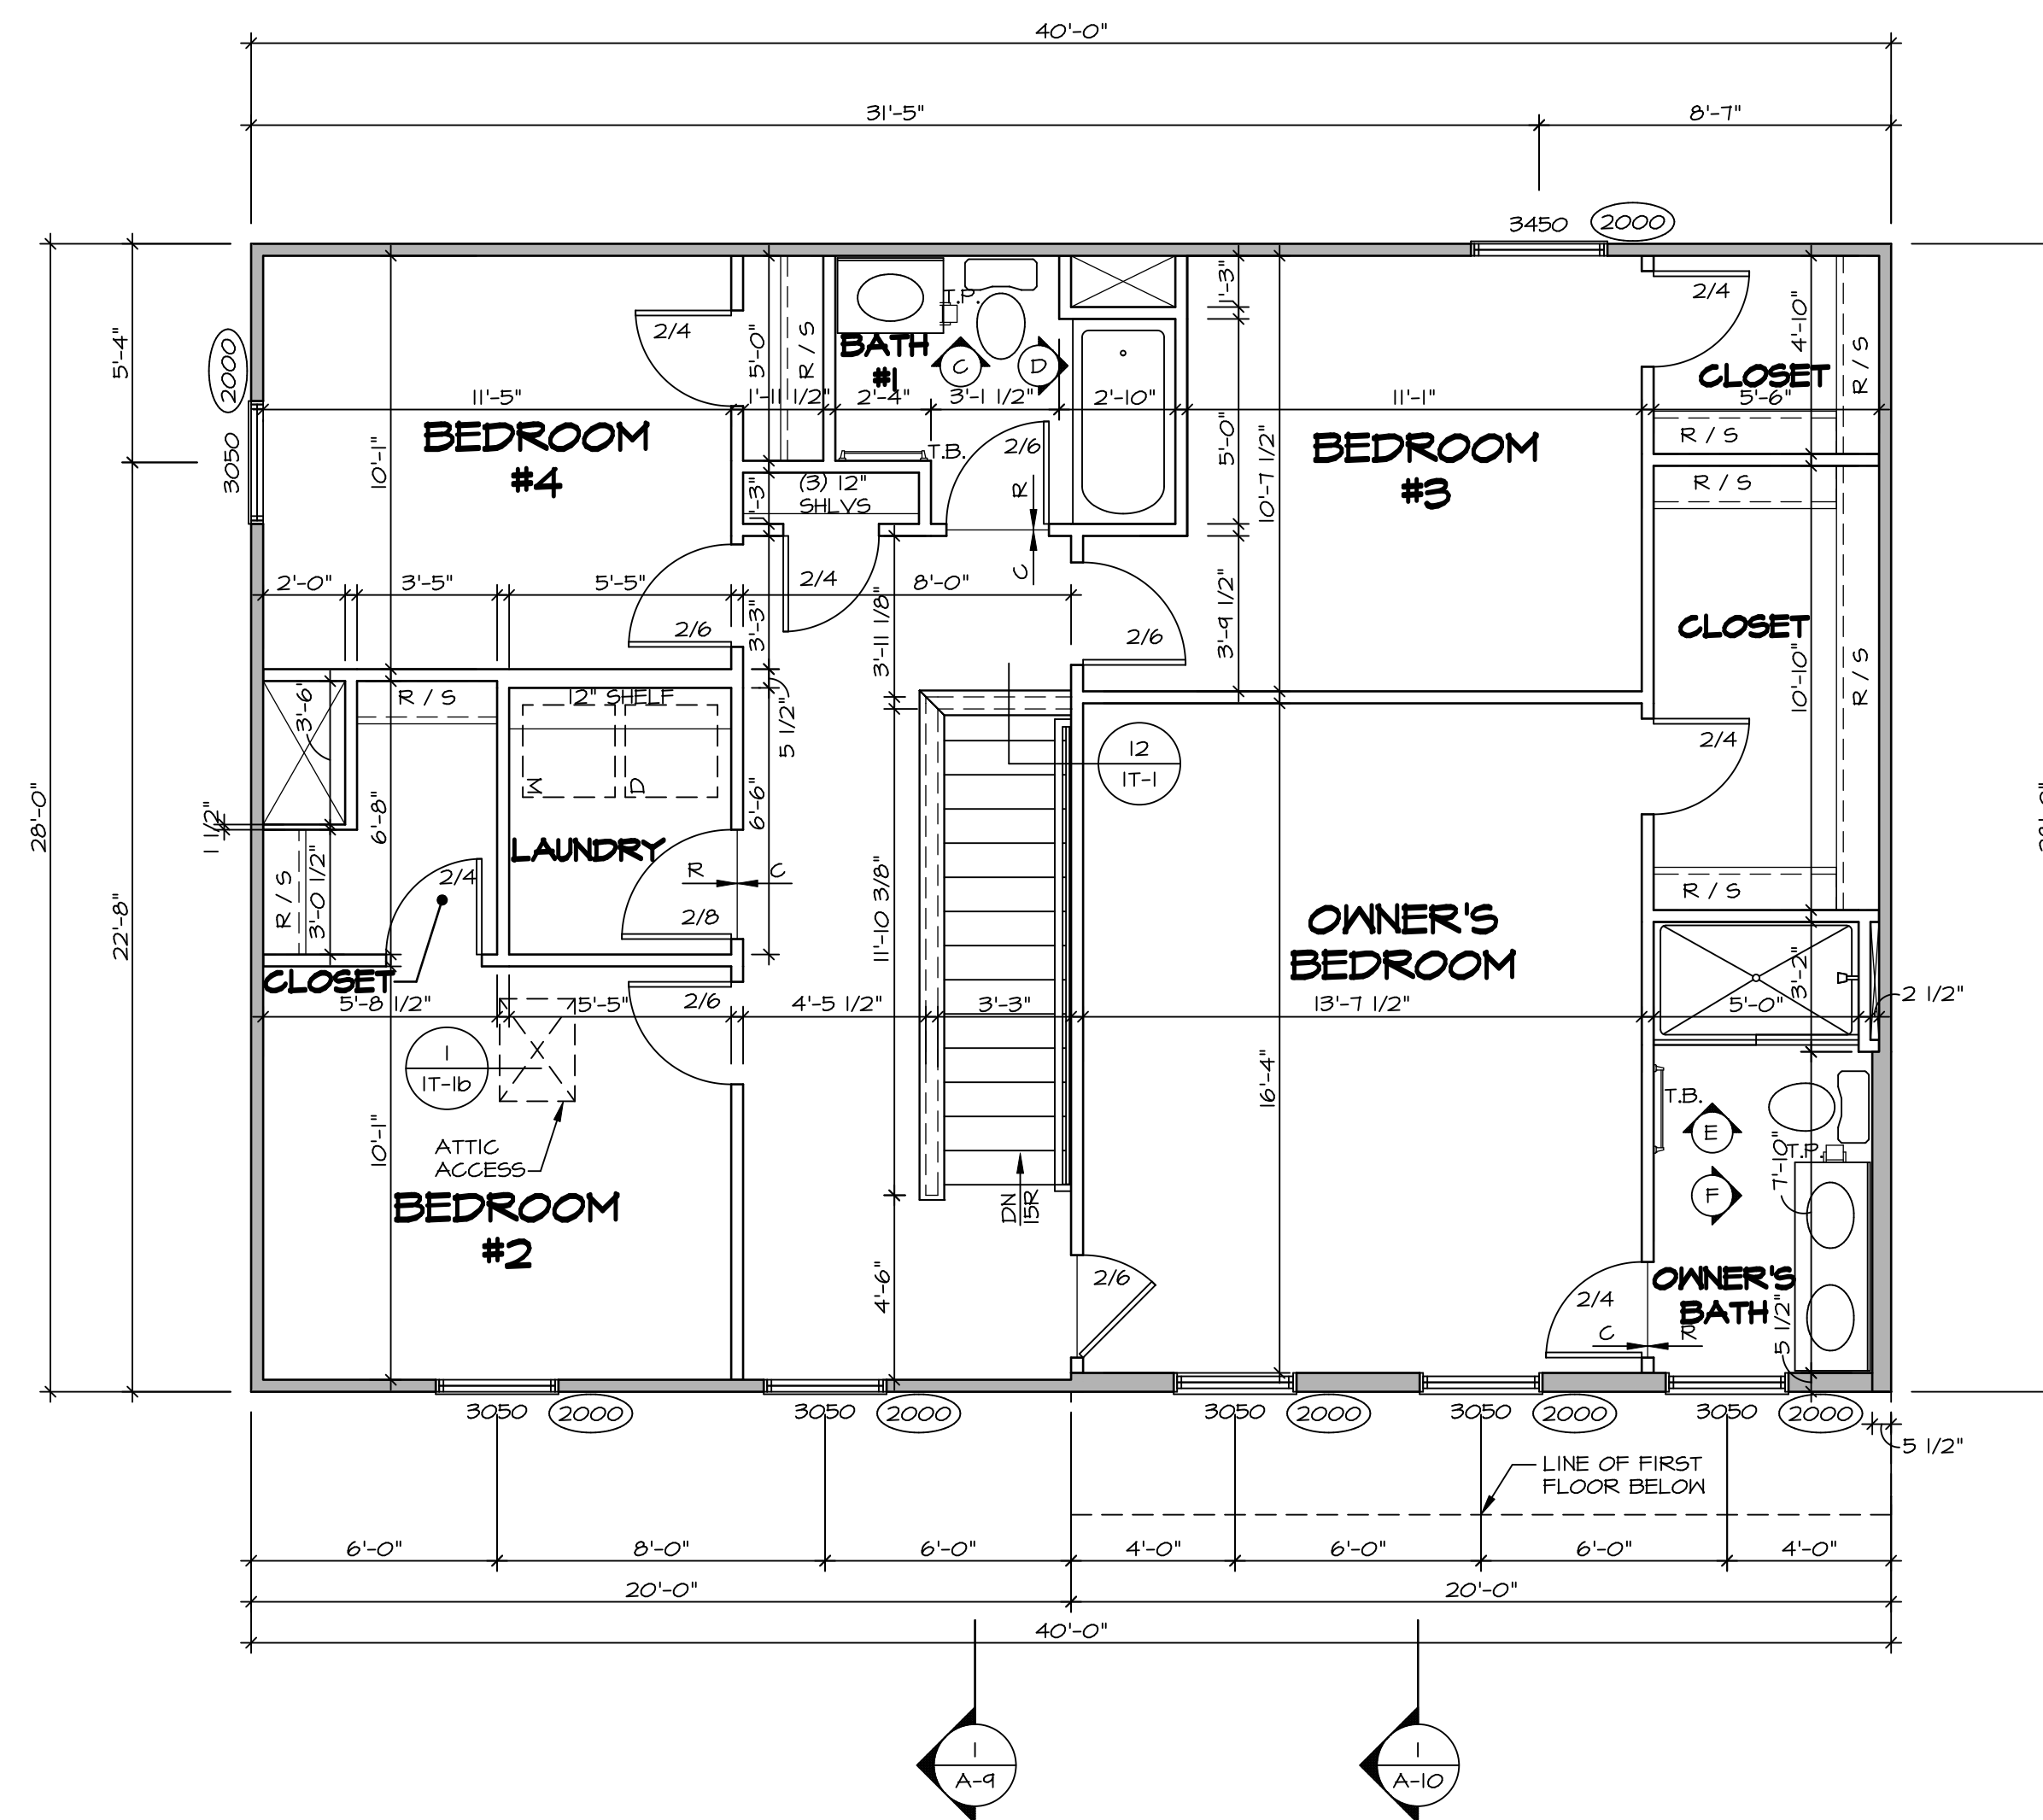 40'-0"
31'-5"
8'-7"
3450
2000
2/4
2/4
5'-4"
2000
3050
T.P.
BATH
#1
C
D
R / S
5'-0"
1'-3"
4'-10"
R / S
CLOSET
11'-5"
1'-11 1/2"
2'-4"
3'-1 1/2"
2'-10"
11'-1"
5'-6"
BEDROOM
#4
10'-1"
T.B.
2/6
5'-0"
10'-7 1/2"
BEDROOM
#3
R / S
R / S
(3) 12"
SHLVS
1'-3"
R
C
2'-0"
3'-5"
5'-5"
2/4
8'-0"
2/6
3'-3"
3'-11 1/8"
2/6
3'-9 1/2"
CLOSET
10'-10"
R / S
3'-6"
R / S
12" SHELF
5 1/2"
W
D
12
1T-1
2/4
28'-0"
1 1/2"
6'-8"
6'-6"
LAUNDRY
R
C
R / S
3'-0 1/2"
2/4
2/8
22'-8"
11'-10 3/8"
OWNER'S
BEDROOM
R / S
CLOSET
5'-8 1/2"
5'-5"
2/6
4'-5 1/2"
3'-3"
13'-7 1/2"
5'-0"
3'-2"
2 1/2"
1
1T-1b
16'-4"
10'-1"
ATTIC
ACCESS
T.B.
E
T.P.
7'-10"
F
BEDROOM
#2
DN
15R
4'-6"
2/6
2/4
OWNER'S
BATH
C
R
5 1/2"
3050
2000
3050
2000
3050
2000
3050
2000
3050
2000
5 1/2"
LINE OF FIRST
FLOOR BELOW
6'-0"
8'-0"
6'-0"
4'-0"
6'-0"
6'-0"
4'-0"
20'-0"
20'-0"
40'-0"
1
A-9
1
A-10